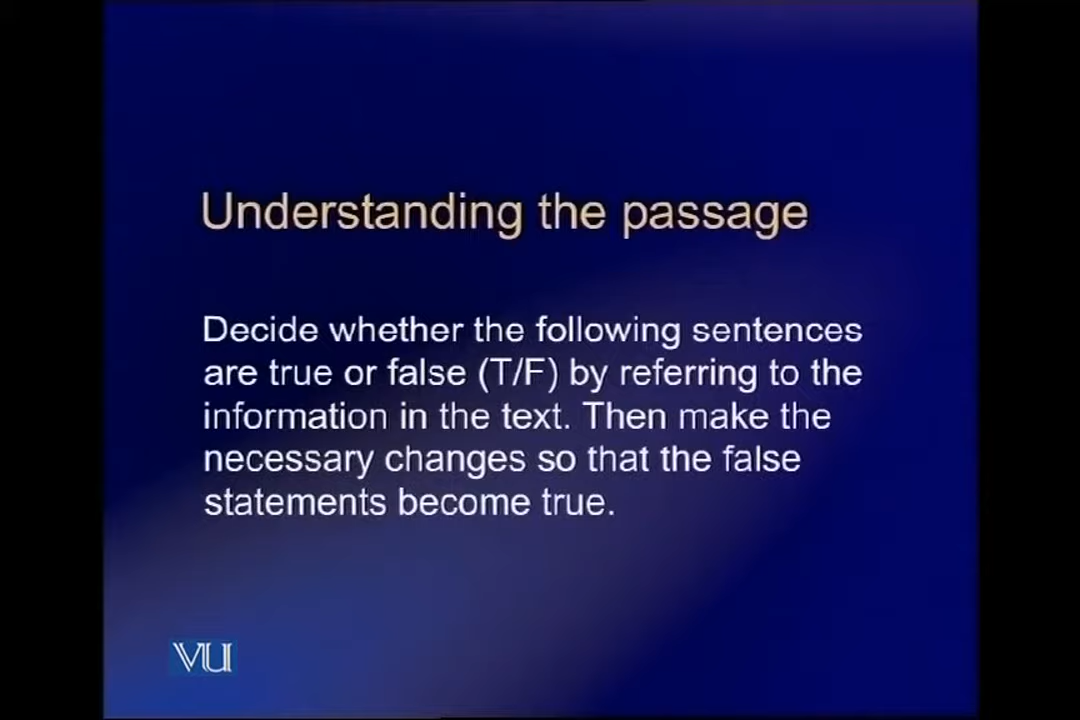 Understanding the passage
Decide whether the following sentences
are true or false (T/F) by referring to the
information in the text. Then make the
necessary changes so that the false
statements become true.
VU